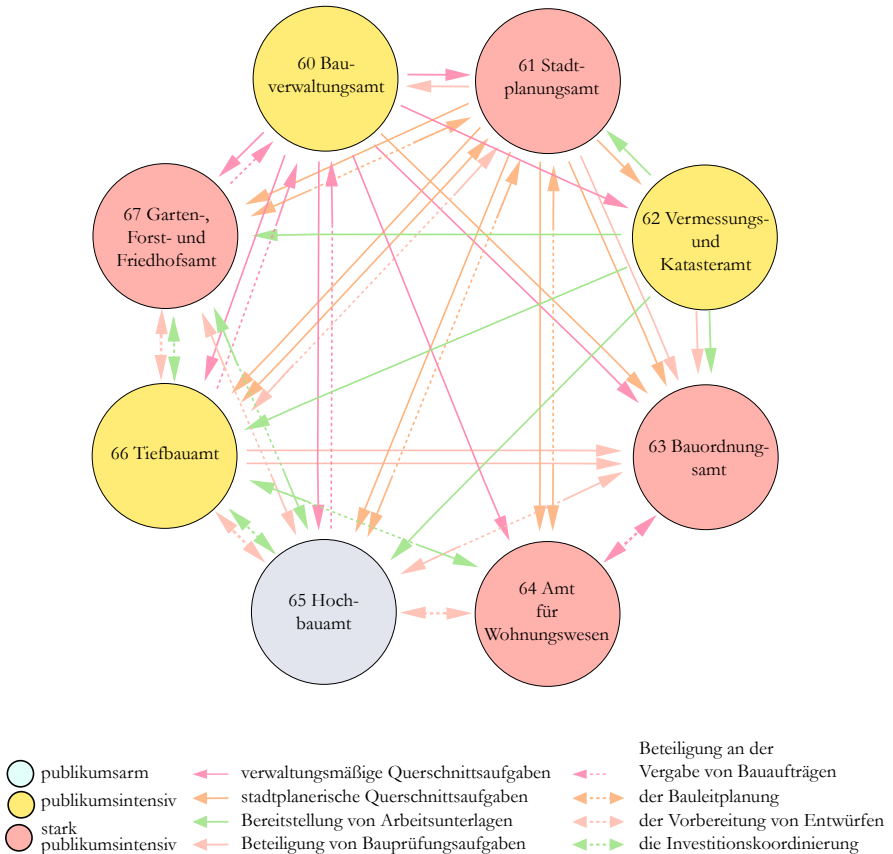 60 Bau-
verwaltungsamt
61 Stadt-
planungsamt
62 Vermessungs-
und
Katasteramt
63 Bauordnung-
samt
64 Amt
für
Wohnungswesen
65 Hoch-
bauamt
66 Tiefbauamt
67 Garten-,
Forst- und
Friedhofsamt
publikumsarm
publikumsintensiv
stark
publikumsintensiv
verwaltungsmäßige Querschnittsaufgaben
stadtplanerische Querschnittsaufgaben
Bereitstellung von Arbeitsunterlagen
Beteiligung von Bauprüfungsaufgaben
Beteiligung an der
Vergabe von Bauaufträgen
der Bauleitplanung
der Vorbereitung von Entwürfen
die Investitionskoordinierung